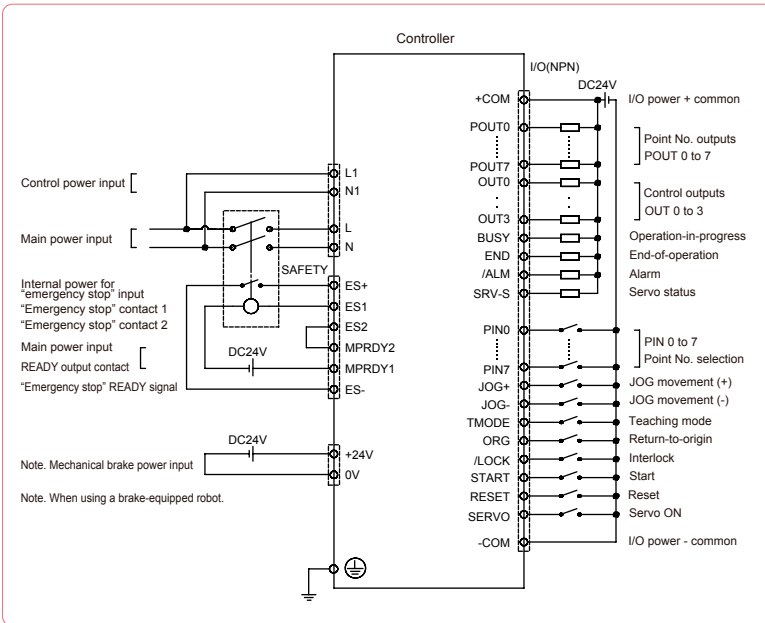 Controller
I/O(NPN)
DC24V
+COM
I/O power + common
POUT0
Point No. outputs
POUT 0 to 7
POUT7
OUT0
Control outputs
OUT 0 to 3
OUT3
BUSY
Operation-in-progress
END
End-of-operation
/ALM
Alarm
SRV-S
Servo status
PIN0
PIN 0 to 7
Point No. selection
PIN7
JOG+
JOG movement (+)
JOG-
JOG movement (-)
TMODE
Teaching mode
ORG
Return-to-origin
/LOCK
Interlock
START
Start
RESET
Reset
SERVO
Servo ON
-COM
I/O power - common
Control power input
L1
N1
Main power input
L
N
SAFETY
Internal power for
"emergency stop" input
ES+
"Emergency stop" contact 1
ES1
"Emergency stop" contact 2
ES2
Main power input
READY output contact
DC24V
MPRDY2
MPRDY1
"Emergency stop" READY signal
ES-
DC24V
+24V
Note. Mechanical brake power input
0V
Note. When using a brake-equipped robot.